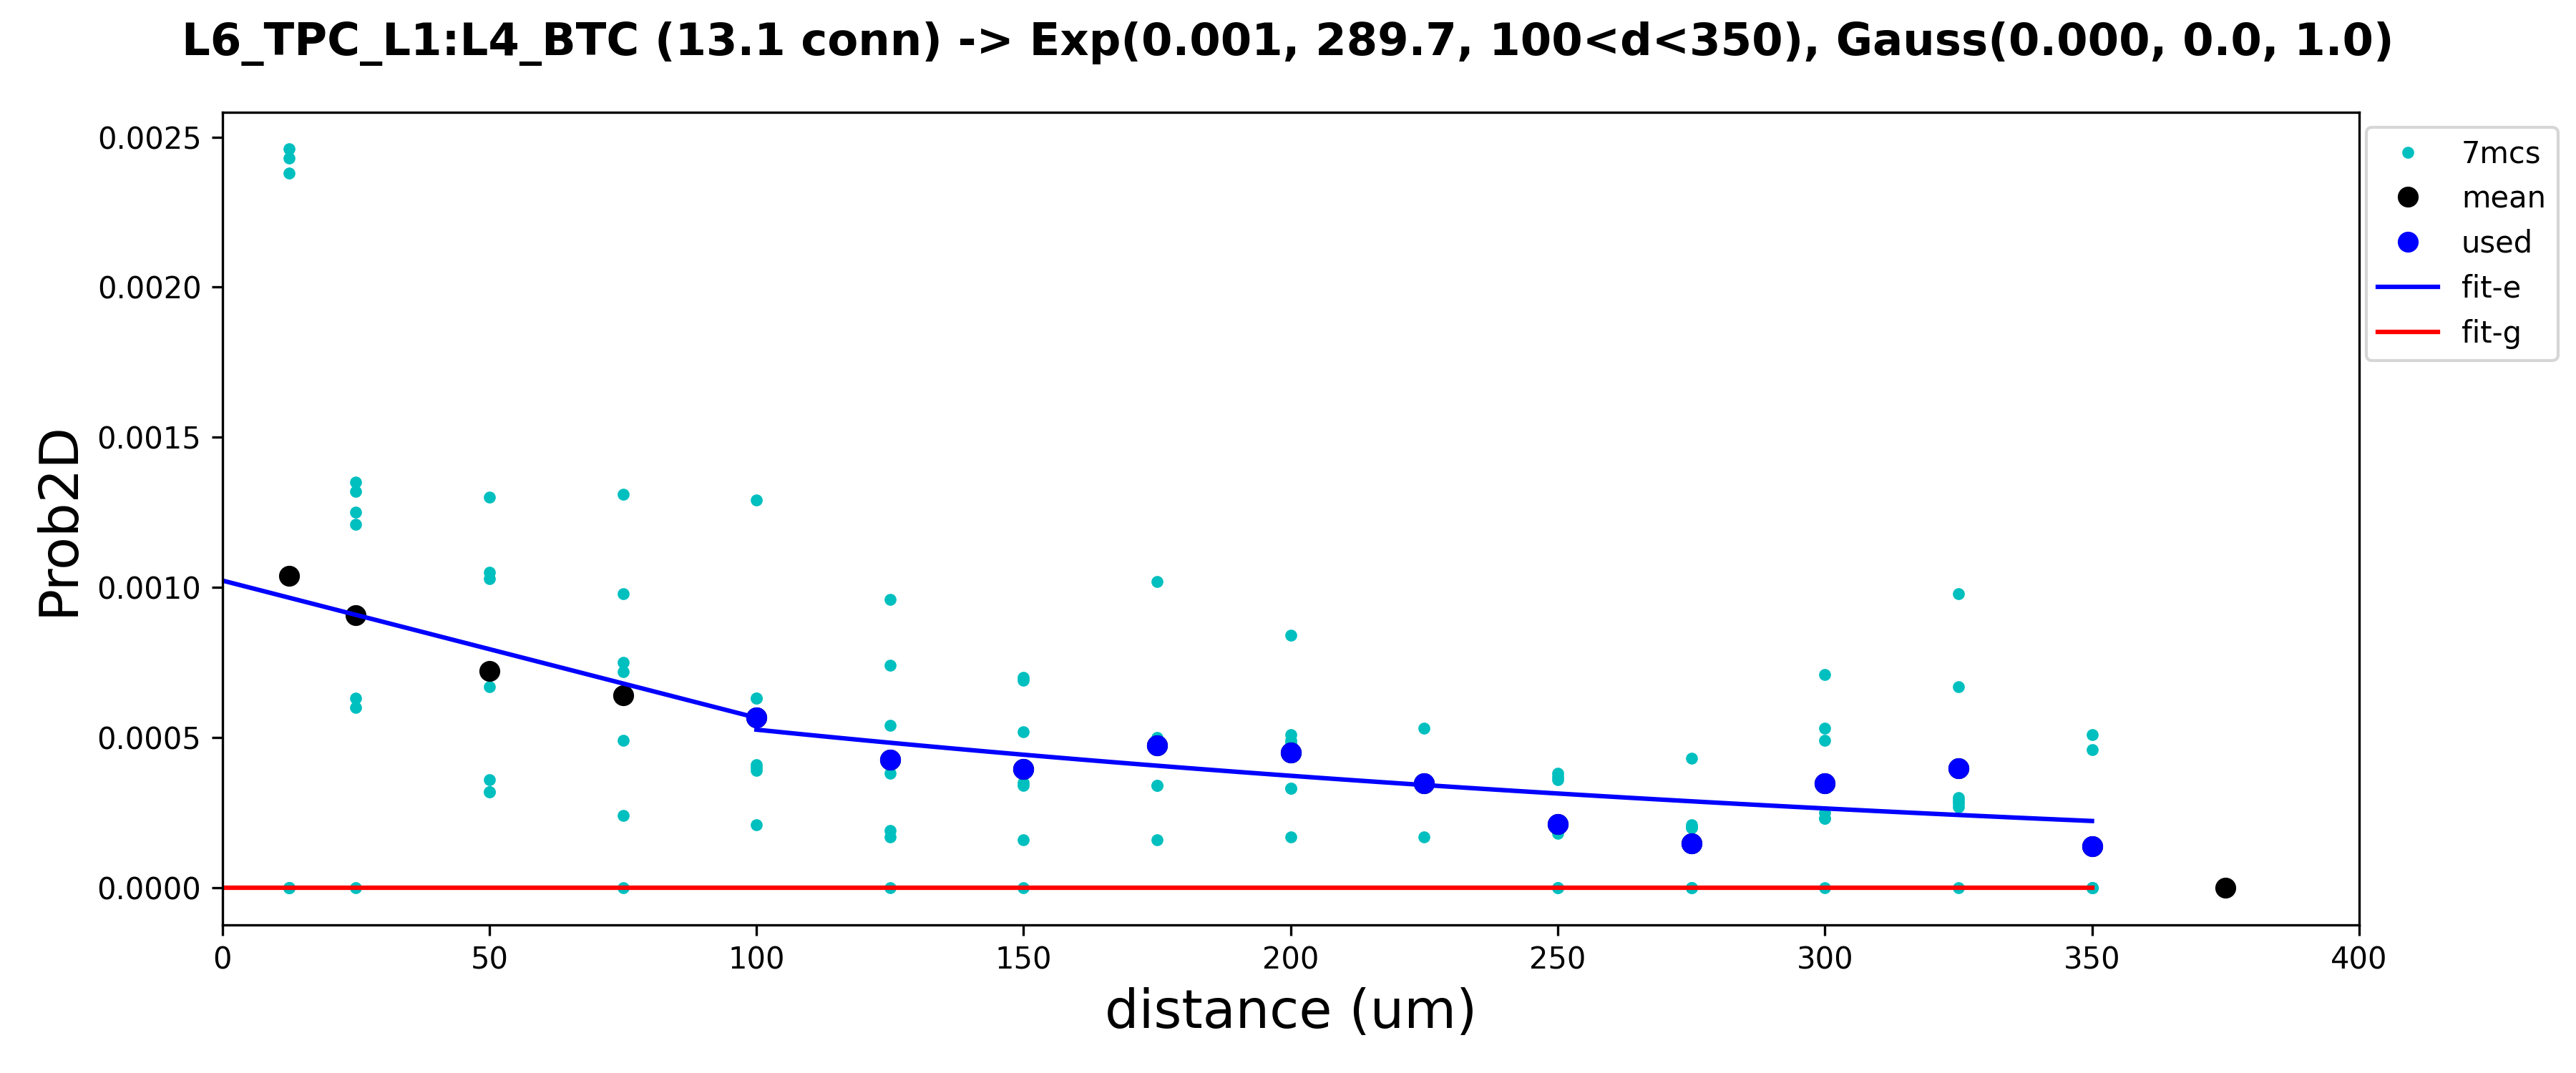 L6_TPC_L1:L4_BTC (13.1 conn) -> Exp(0.001, 289.7, 100<d<350), Gauss(0.000, 0.0, 1.0)
0.0025
0.0020
0.0015
0.0010
0.0005
0.0000
Prob2D
0 50 100 150 200 250 300 350 400
distance (um)
7mcs
mean
used
fit-e
fit-g